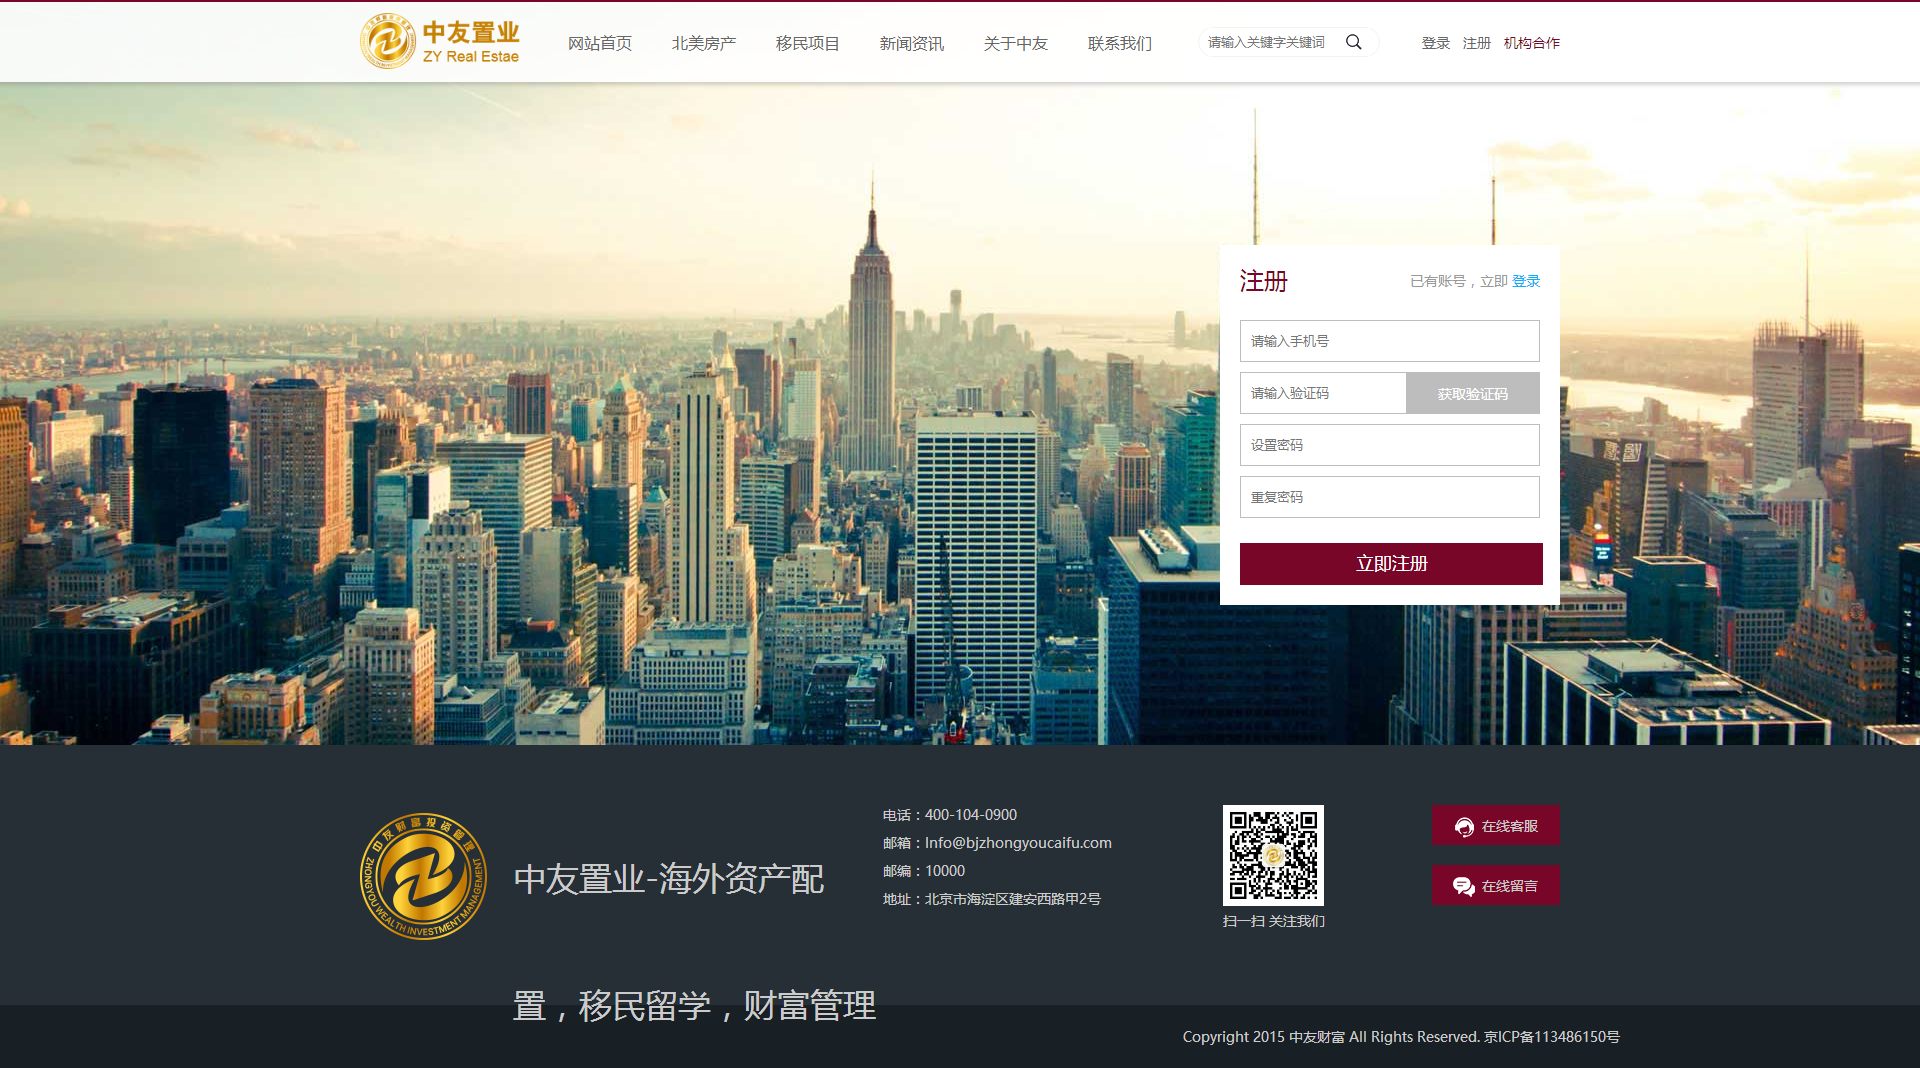 中友置业
ZY Real Estae
网站首页
北美房产
移民项目
新闻资讯
关于中友
联系我们
请输入关键字关键词
登录 注册 机构合作
注册
已有账号，立即 登录
请输入手机号
请输入验证码
获取验证码
设置密码
重复密码
立即注册
中友财富投资管理
ZHONGYOU WEALTH INVESTMENT MANAGEMENT
中友置业-海外资产配
置，移民留学，财富管理
电话：400-104-0900
邮箱：Info@bjzhongyoucaifu.com
邮编：10000
地址：北京市海淀区建安西路甲2号
扫一扫 关注我们
在线客服
在线留言
Copyright 2015 中友财富 All Rights Reserved. 京ICP备113486150号